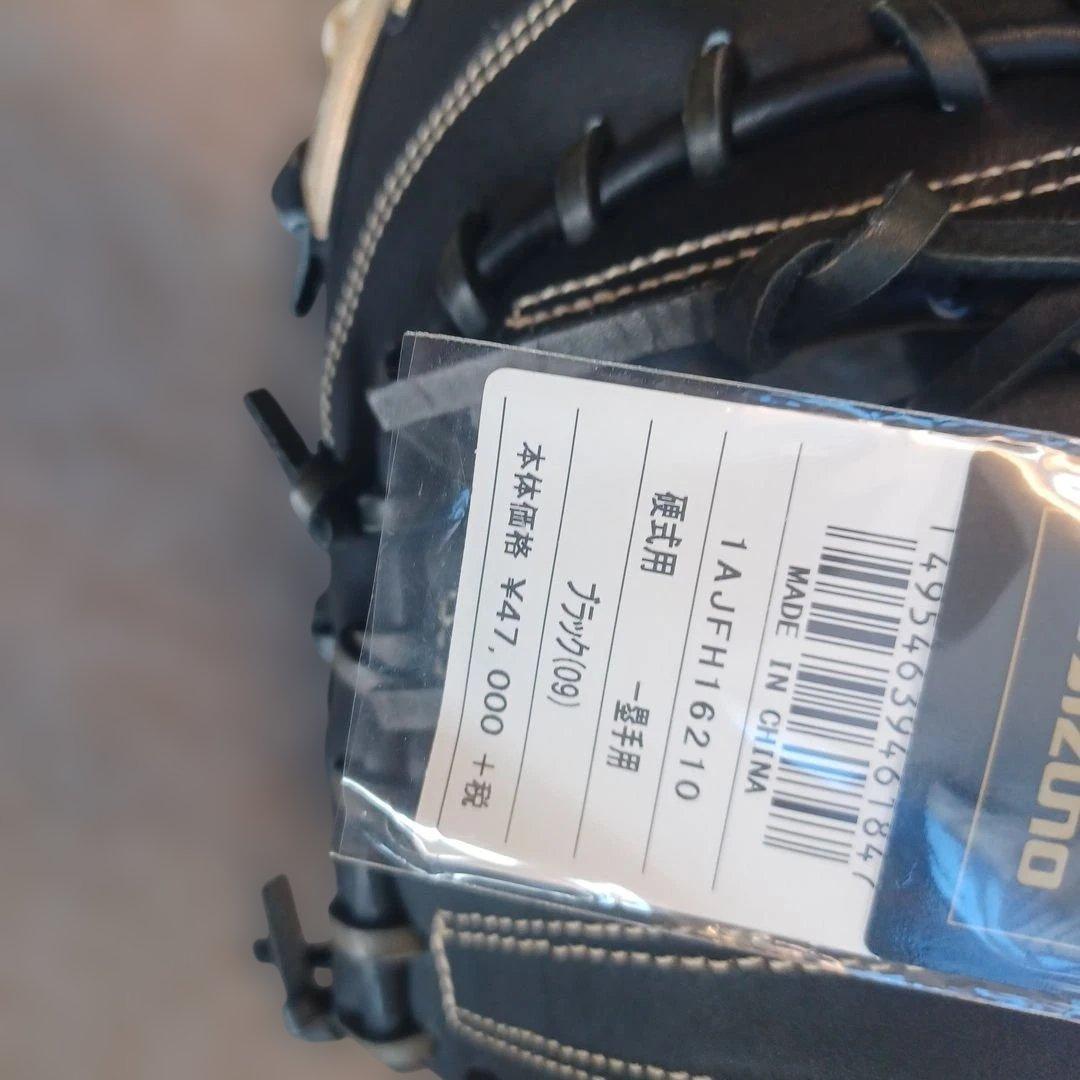 mizuno
4954639461847
MADE IN CHINA
1AJFH16210
硬式用 一塁手用
ブラック(09)
本体価格 ¥47,000 +税